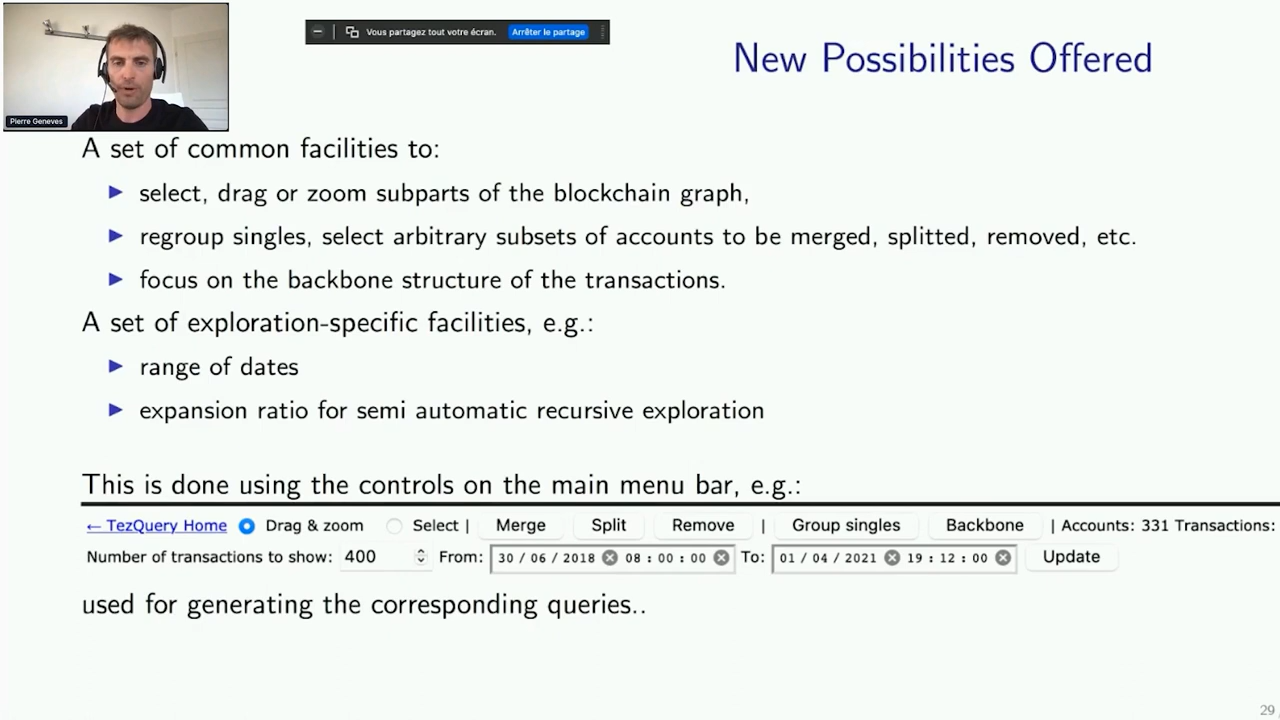 Vous partagez tout votre écran.
Arrêter le partage
Pierre Geneves
New Possibilities Offered
A set of common facilities to:
select, drag or zoom subparts of the blockchain graph,
regroup singles, select arbitrary subsets of accounts to be merged, splitted, removed, etc.
focus on the backbone structure of the transactions.
A set of exploration-specific facilities, e.g.:
range of dates
expansion ratio for semi automatic recursive exploration
This is done using the controls on the main menu bar, e.g.:
← TezQuery Home Drag & zoom Select | Merge Split Remove | Group singles Backbone | Accounts: 331 Transactions:
Number of transactions to show: 400 From: 30 / 06 / 2018 08 : 00 : 00 To: 01 / 04 / 2021 19 : 12 : 00 Update
used for generating the corresponding queries..
29